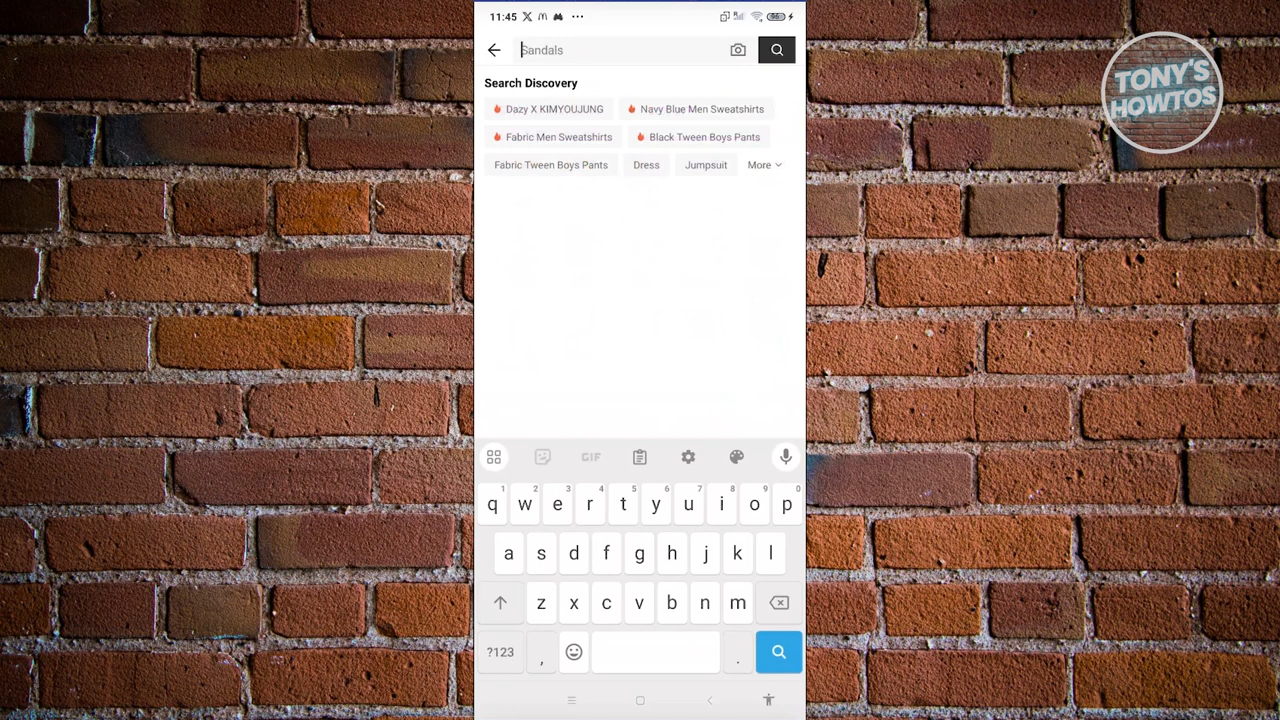 11:45
TONY'S
HOWTOS
Sandals
Search Discovery
Dazy X KIMYOUJUNG
Navy Blue Men Sweatshirts
Fabric Men Sweatshirts
Black Tween Boys Pants
Fabric Tween Boys Pants
Dress
Jumpsuit
More
GIF
1 2 3 4 5 6 7 8 9 0
q w e r t y u i o p
a s d f g h j k l
z x c v b n m
?123 , .